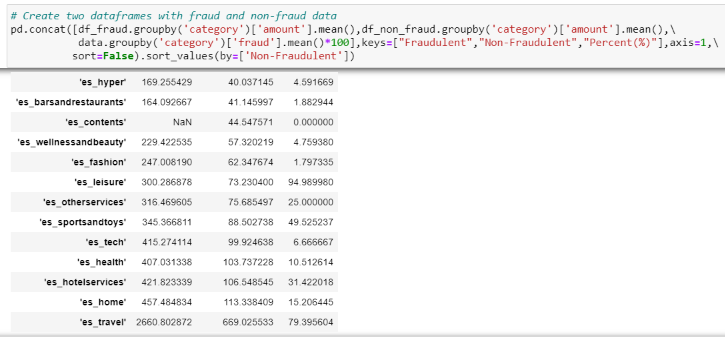 # Create two dataframes with fraud and non-fraud data
pd.concat([df_fraud.groupby('category')['amount'].mean(),df_non_fraud.groupby('category')['amount'].mean(),\
data.groupby('category')['fraud'].mean()*100],keys=["Fraudulent","Non-Fraudulent","Percent(%)"],axis=1,\
sort=False).sort_values(by=['Non-Fraudulent'])
'es_hyper' 169.255429 40.037145 4.591669
'es_barsandrestaurants' 164.092667 41.145997 1.882944
'es_contents' NaN 44.547571 0.000000
'es_wellnessandbeauty' 229.422535 57.320219 4.759380
'es_fashion' 247.008190 62.347674 1.797335
'es_leisure' 300.286878 73.230400 94.989980
'es_otherservices' 316.469605 75.685497 25.000000
'es_sportsandtoys' 345.366811 88.502738 49.525237
'es_tech' 415.274114 99.924638 6.666667
'es_health' 407.031338 103.737228 10.512614
'es_hotelservices' 421.823339 106.548545 31.422018
'es_home' 457.484834 113.338409 15.206445
'es_travel' 2660.802872 669.025533 79.395604